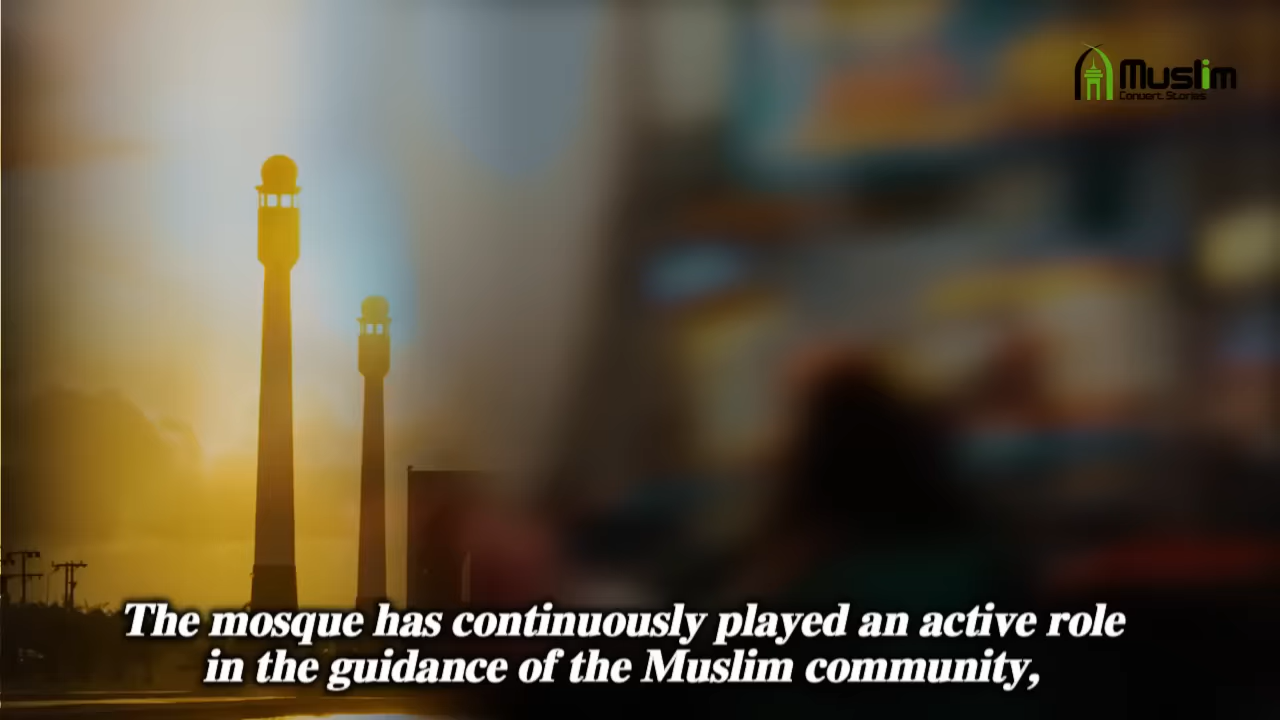 Muslim
Convert Stories
The mosque has continuously played an active role
in the guidance of the Muslim community,